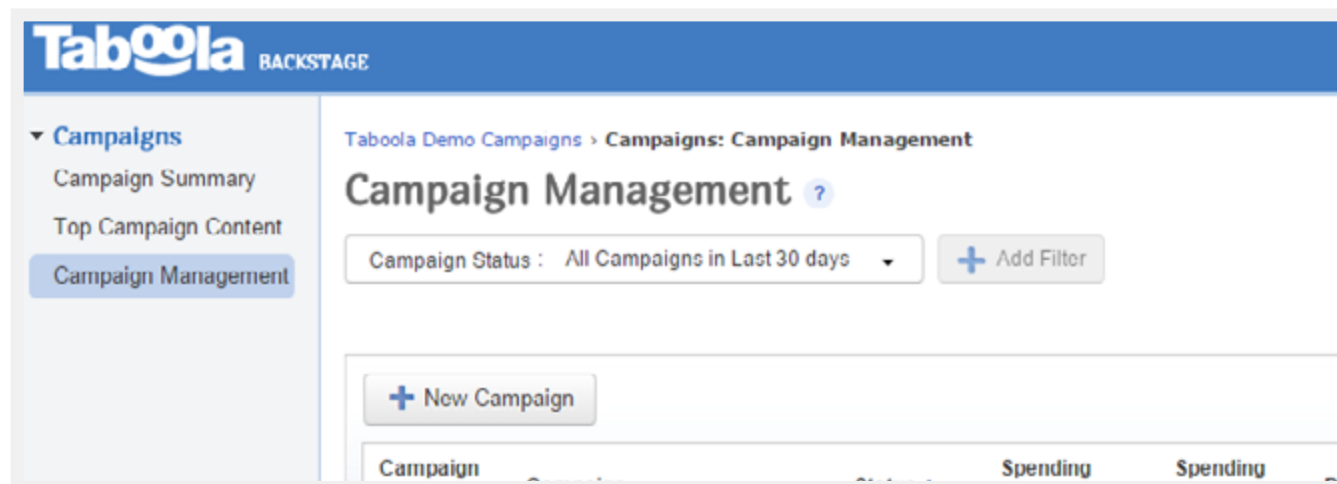 Taboola BACKSTAGE
Campaigns
Campaign Summary
Top Campaign Content
Campaign Management
Taboola Demo Campaigns › Campaigns: Campaign Management
Campaign Management ?
Campaign Status : All Campaigns in Last 30 days
Add Filter
New Campaign
Campaign Spending Spending